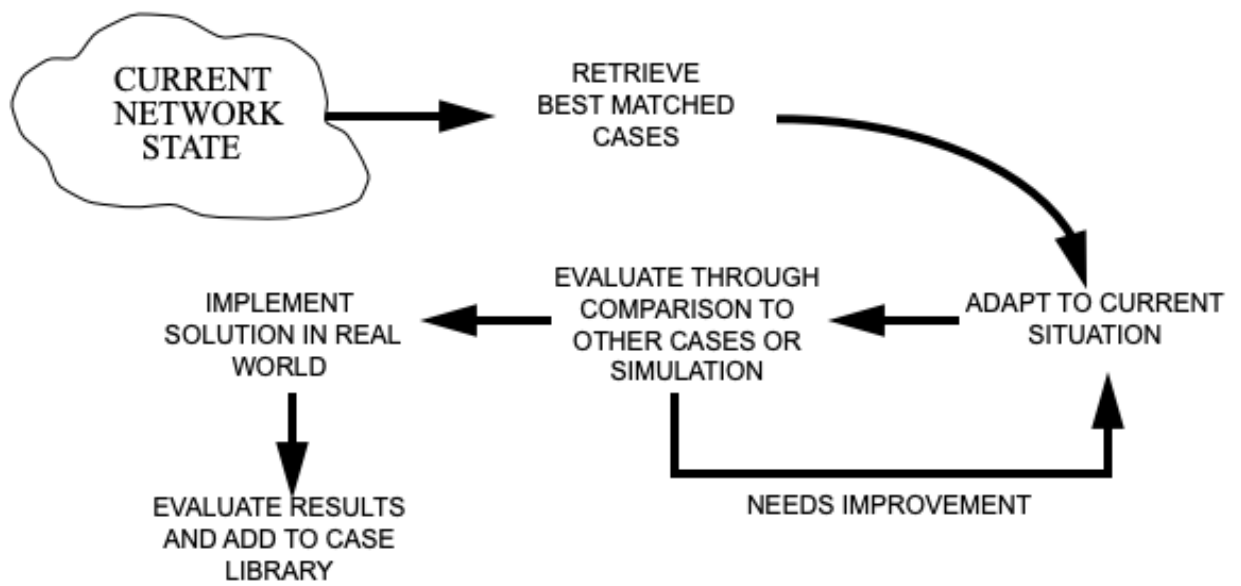 CURRENT
NETWORK
STATE
RETRIEVE
BEST MATCHED
CASES
ADAPT TO CURRENT
SITUATION
EVALUATE THROUGH
COMPARISON TO
OTHER CASES OR
SIMULATION
NEEDS IMPROVEMENT
IMPLEMENT
SOLUTION IN REAL
WORLD
EVALUATE RESULTS
AND ADD TO CASE
LIBRARY